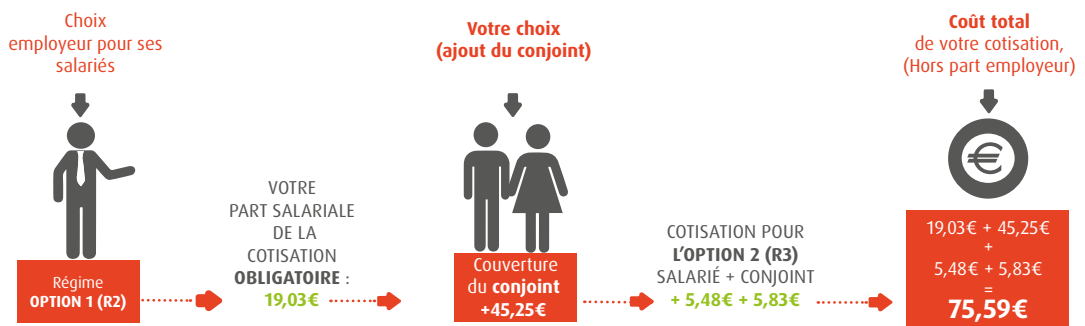 Choix
employeur pour ses
salariés
Régime
OPTION 1 (R2)
VOTRE
PART SALARIALE
DE LA
COTISATION
OBLIGATOIRE :
19,03€
Votre choix
(ajout du conjoint)
Couverture
du conjoint
+45,25€
COTISATION POUR
L'OPTION 2 (R3)
SALARIÉ + CONJOINT
+ 5,48€ + 5,83€
Coût total
de votre cotisation,
(Hors part employeur)
€
19,03€ + 45,25€
+
5,48€ + 5,83€
=
75,59€